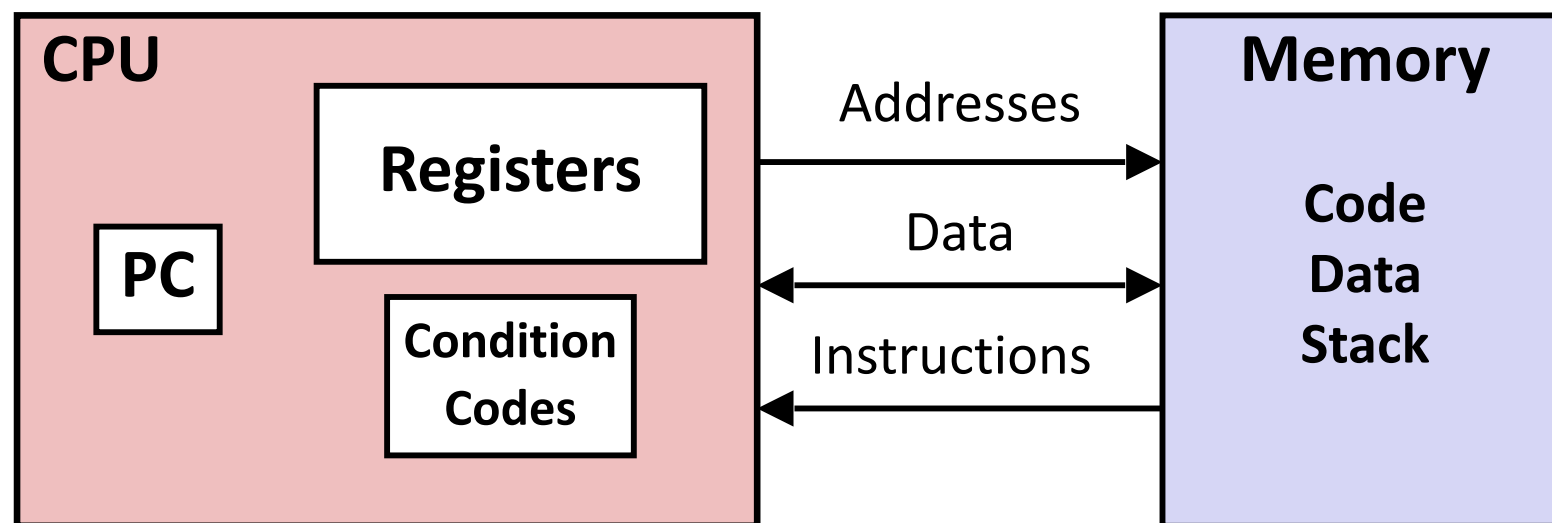 CPU
Registers
PC
Condition
Codes
Addresses
Data
Instructions
Memory
Code
Data
Stack